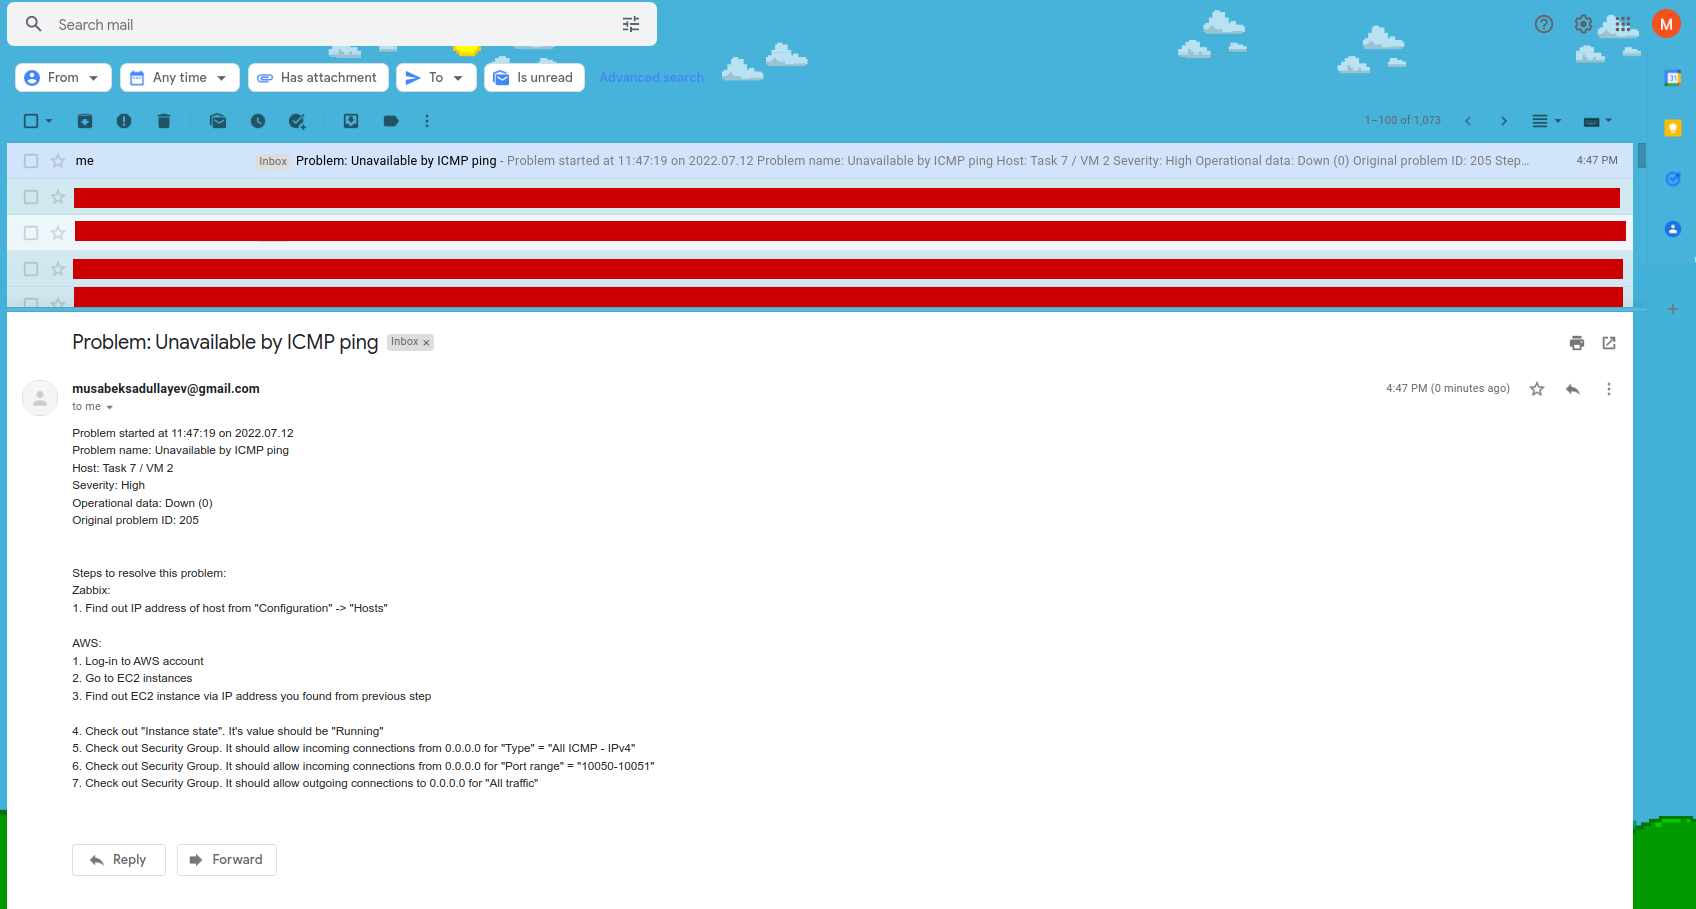 Search mail
M
From
Any time
Has attachment
To
Is unread
Advanced search
1–100 of 1,073
31
me
Inbox
Problem: Unavailable by ICMP ping - Problem started at 11:47:19 on 2022.07.12 Problem name: Unavailable by ICMP ping Host: Task 7 / VM 2 Severity: High Operational data: Down (0) Original problem ID: 205 Step...
4:47 PM
Problem: Unavailable by ICMP ping
Inbox x
musabeksadullayev@gmail.com
4:47 PM (0 minutes ago)
to me
Problem started at 11:47:19 on 2022.07.12
Problem name: Unavailable by ICMP ping
Host: Task 7 / VM 2
Severity: High
Operational data: Down (0)
Original problem ID: 205
Steps to resolve this problem:
Zabbix:
1. Find out IP address of host from "Configuration" -> "Hosts"
AWS:
1. Log-in to AWS account
2. Go to EC2 instances
3. Find out EC2 instance via IP address you found from previous step
4. Check out "Instance state". It's value should be "Running"
5. Check out Security Group. It should allow incoming connections from 0.0.0.0 for "Type" = "All ICMP - IPv4"
6. Check out Security Group. It should allow incoming connections from 0.0.0.0 for "Port range" = "10050-10051"
7. Check out Security Group. It should allow outgoing connections to 0.0.0.0 for "All traffic"
Reply
Forward